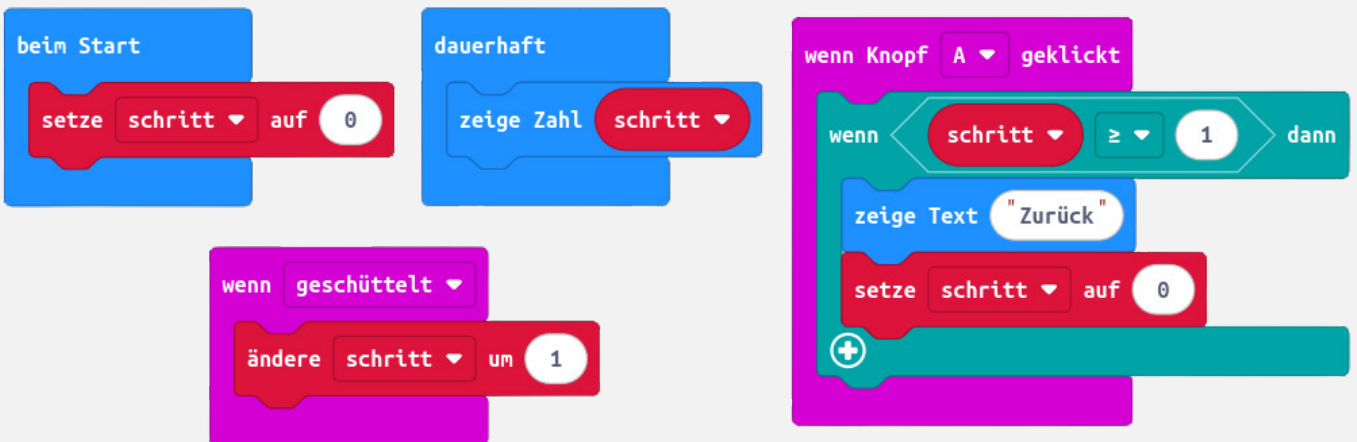 beim Start
setze schritt auf 0
dauerhaft
zeige Zahl schritt
wenn geschüttelt
ändere schritt um 1
wenn Knopf A geklickt
wenn schritt ≥ 1 dann
zeige Text "Zurück"
setze schritt auf 0